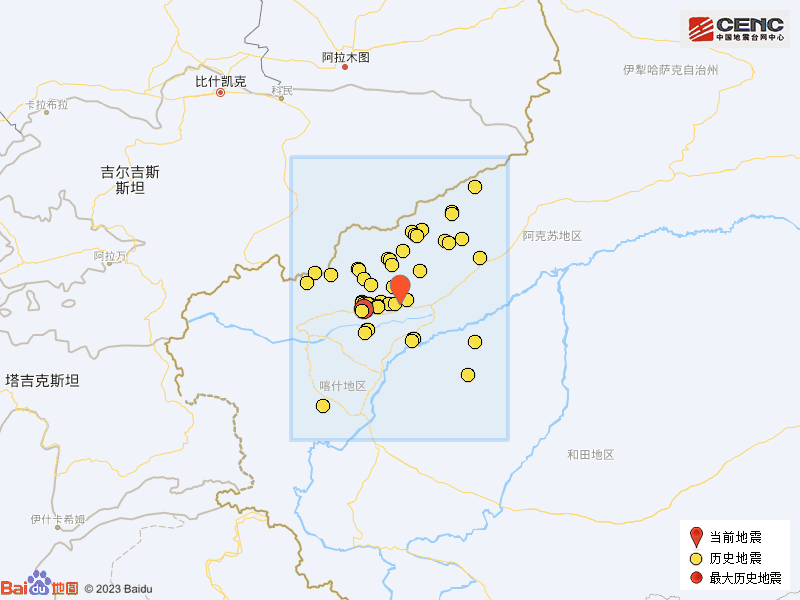 CENC
中国地震台网中心
阿拉木图
伊犁哈萨克自治州
比什凯克
科民
卡拉布拉
吉尔吉斯
斯坦
阿克苏地区
阿拉万
塔吉克斯坦
喀什地区
和田地区
伊什卡希姆
当前地震
历史地震
最大历史地震
Bai du 地图 © 2023 Baidu